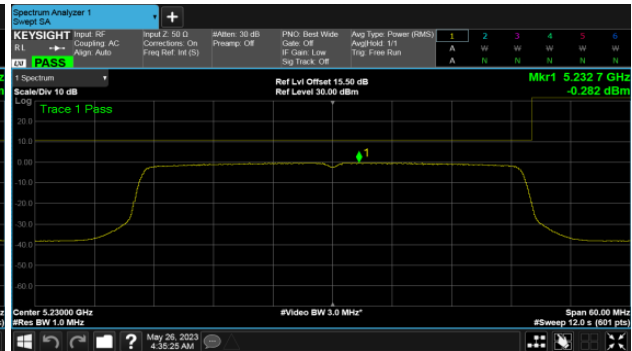 Spectrum Analyzer 1
Swept SA
+
KEYSIGHT Input: RF Input Z: 50 Ω #Atten: 30 dB PNO: Best Wide Avg Type: Power (RMS) 1 2 3 4 5 6
RL Coupling: AC Corrections: On Preamp: Off Gate: Off Avg|Hold: 1/1 A W W W W W
Align: Auto Freq Ref: Int (S) IF Gain: Low Trig: Free Run
LXI PASS Sig Track: Off A N N N N N
1 Spectrum Ref Lvl Offset 15.50 dB Mkr1 5.232 7 GHz
Scale/Div 10 dB Ref Level 30.00 dBm -0.282 dBm
Log
Trace 1 Pass
20.0
10.0
1
0.00
-10.0
-20.0
-30.0
-40.0
-50.0
-60.0
Center 5.23000 GHz #Video BW 3.0 MHz* Span 60.00 MHz
#Res BW 1.0 MHz #Sweep 12.0 s (601 pts)
? May 26, 2023
4:35:25 AM